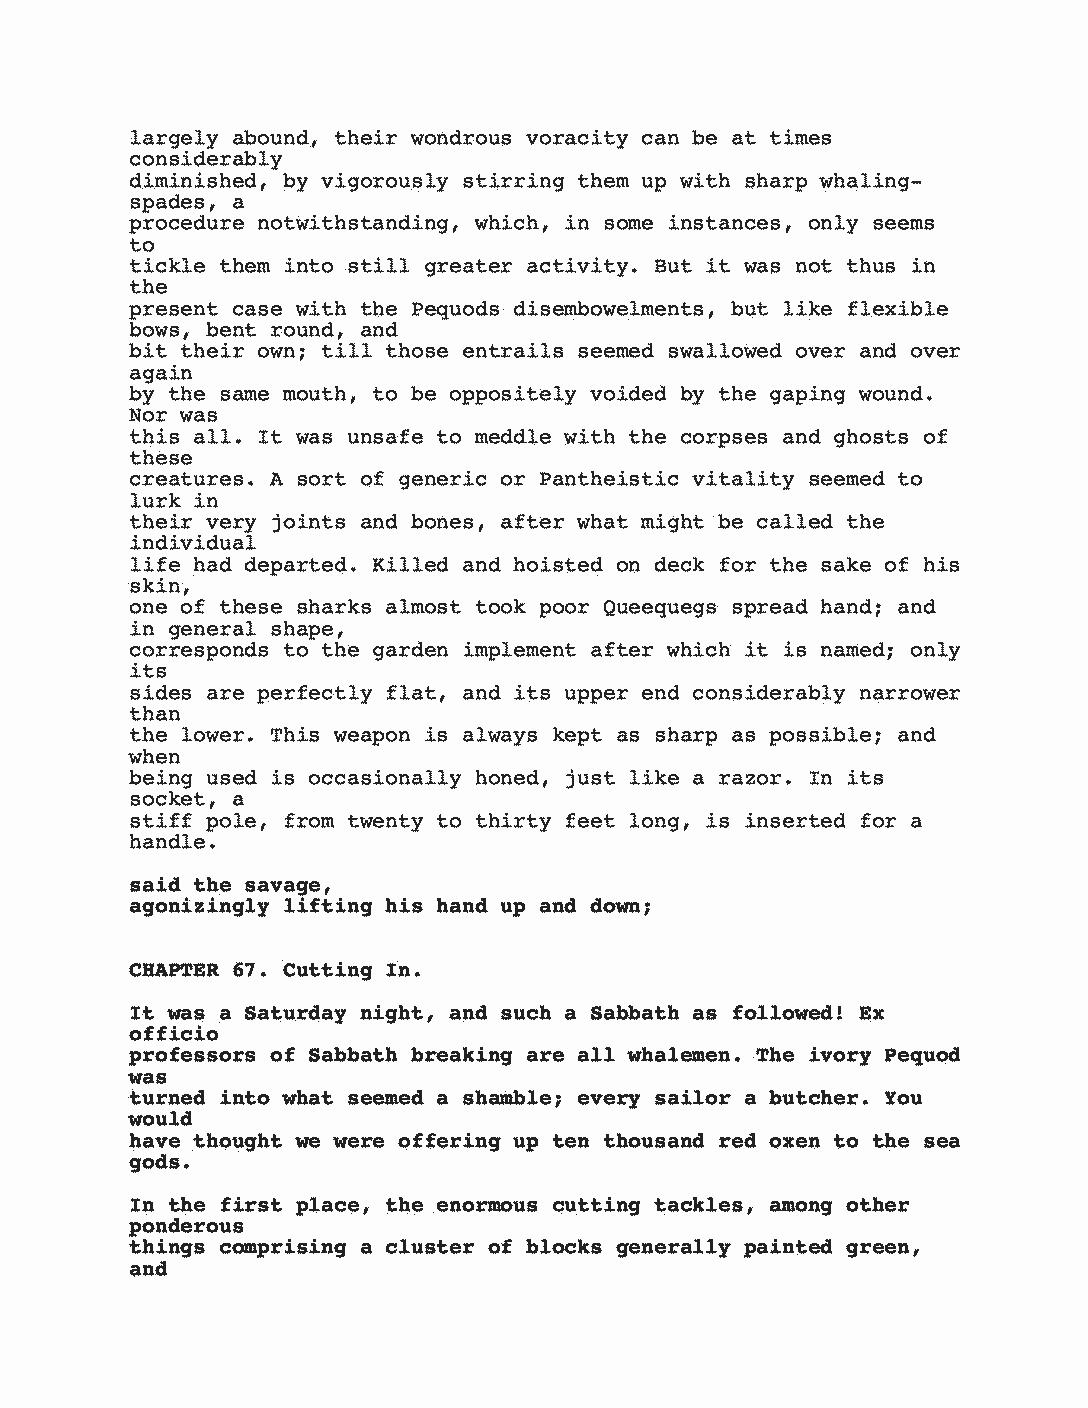 largely abound, their wondrous voracity can be at times
considerably
diminished, by vigorously stirring them up with sharp whaling-
spades, a
procedure notwithstanding, which, in some instances, only seems
to
tickle them into still greater activity. But it was not thus in
the
present case with the Pequods disembowelments, but like flexible
bows, bent round, and
bit their own; till those entrails seemed swallowed over and over
again
by the same mouth, to be oppositely voided by the gaping wound.
Nor was
this all. It was unsafe to meddle with the corpses and ghosts of
these
creatures. A sort of generic or Pantheistic vitality seemed to
lurk in
their very joints and bones, after what might be called the
individual
life had departed. Killed and hoisted on deck for the sake of his
skin,
one of these sharks almost took poor Queequegs spread hand; and
in general shape,
corresponds to the garden implement after which it is named; only
its
sides are perfectly flat, and its upper end considerably narrower
than
the lower. This weapon is always kept as sharp as possible; and
when
being used is occasionally honed, just like a razor. In its
socket, a
stiff pole, from twenty to thirty feet long, is inserted for a
handle.
said the savage,
agonizingly lifting his hand up and down;
CHAPTER 67. Cutting In.
It was a Saturday night, and such a Sabbath as followed! Ex
officio
professors of Sabbath breaking are all whalemen. The ivory Pequod
was
turned into what seemed a shamble; every sailor a butcher. You
would
have thought we were offering up ten thousand red oxen to the sea
gods.
In the first place, the enormous cutting tackles, among other
ponderous
things comprising a cluster of blocks generally painted green,
and